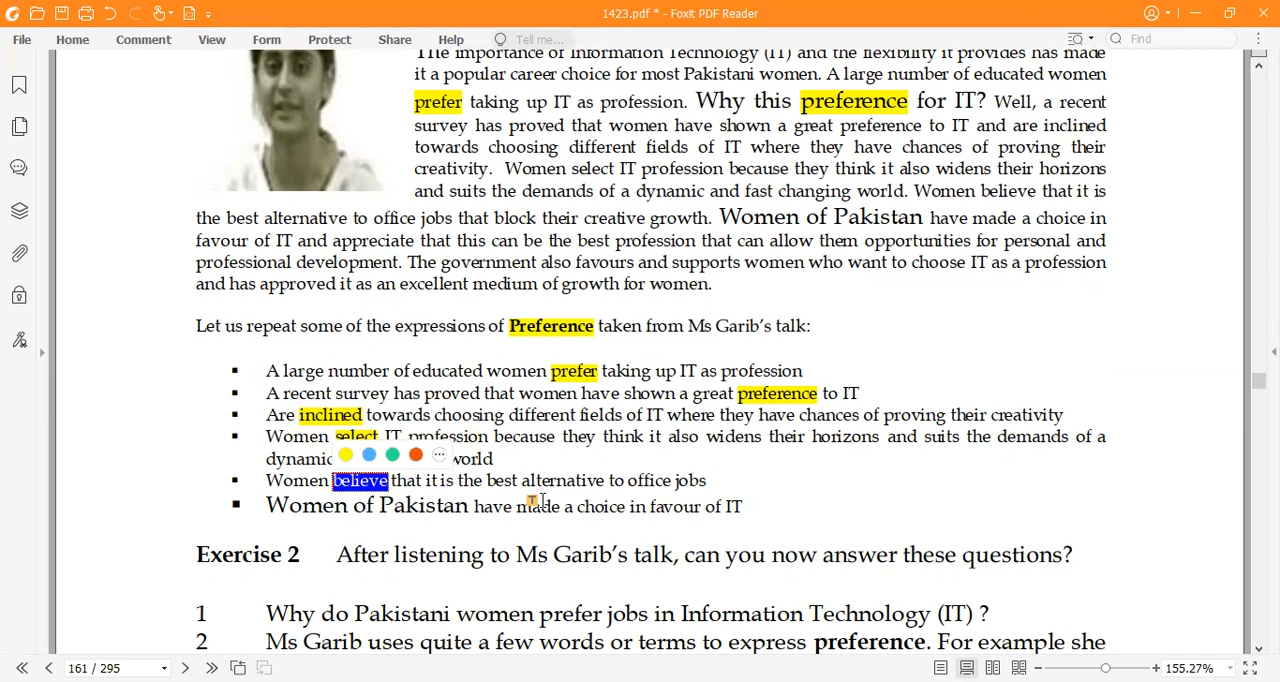 1423.pdf * - Foxit PDF Reader
File Home Comment View Form Protect Share Help Tell me... Find
The importance of Information Technology (IT) and the flexibility it provides has made
it a popular career choice for most Pakistani women. A large number of educated women
prefer taking up IT as profession. Why this preference for IT? Well, a recent
survey has proved that women have shown a great preference to IT and are inclined
towards choosing different fields of IT where they have chances of proving their
creativity. Women select IT profession because they think it also widens their horizons
and suits the demands of a dynamic and fast changing world. Women believe that it is
the best alternative to office jobs that block their creative growth. Women of Pakistan have made a choice in
favour of IT and appreciate that this can be the best profession that can allow them opportunities for personal and
professional development. The government also favours and supports women who want to choose IT as a profession
and has approved it as an excellent medium of growth for women.
Let us repeat some of the expressions of Preference taken from Ms Garib's talk:
▪ A large number of educated women prefer taking up IT as profession
▪ A recent survey has proved that women have shown a great preference to IT
▪ Are inclined towards choosing different fields of IT where they have chances of proving their creativity
▪ Women select IT profession because they think it also widens their horizons and suits the demands of a
dynamic world
▪ Women believe that it is the best alternative to office jobs
▪ Women of Pakistan have made a choice in favour of IT
Exercise 2 After listening to Ms Garib's talk, can you now answer these questions?
1 Why do Pakistani women prefer jobs in Information Technology (IT) ?
2 Ms Garib uses quite a few words or terms to express preference. For example she
161 / 295 155.27%